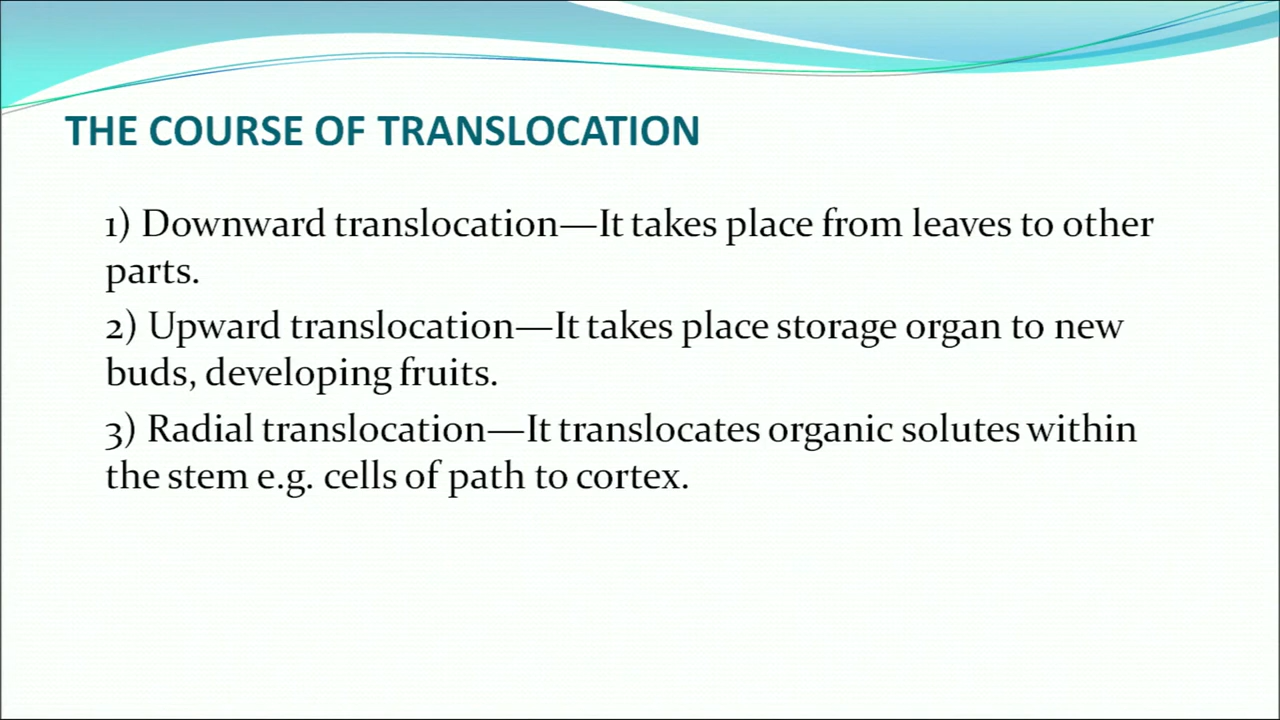 THE COURSE OF TRANSLOCATION
1) Downward translocation—It takes place from leaves to other
parts.
2) Upward translocation—It takes place storage organ to new
buds, developing fruits.
3) Radial translocation—It translocates organic solutes within
the stem e.g. cells of path to cortex.